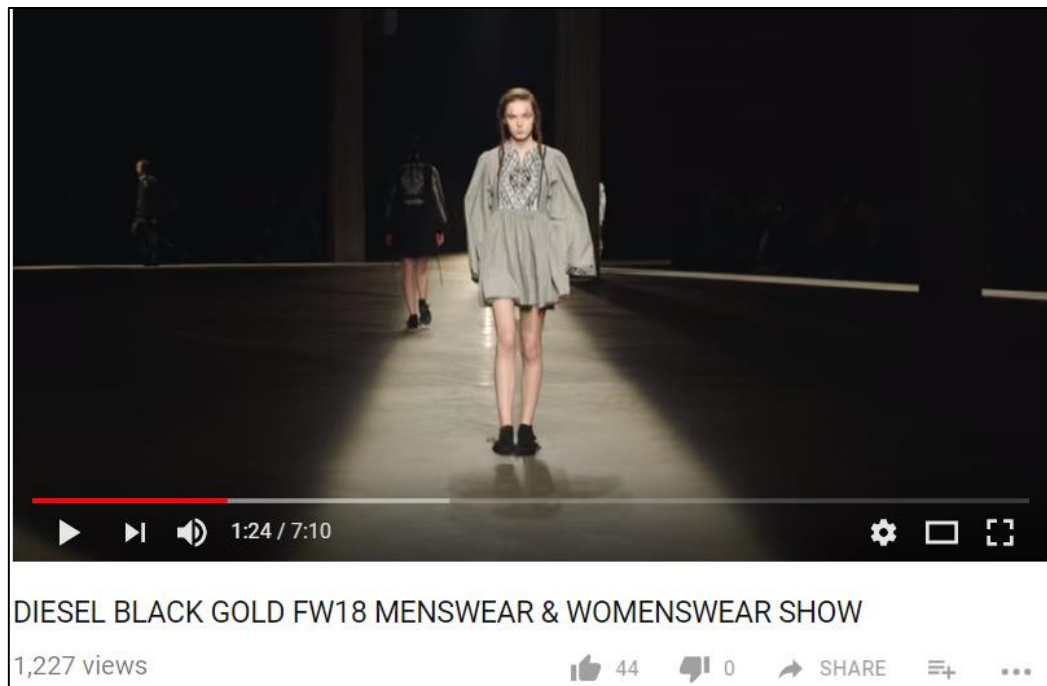 1:24 / 7:10
DIESEL BLACK GOLD FW18 MENSWEAR & WOMENSWEAR SHOW
1,227 views 44 0 SHARE